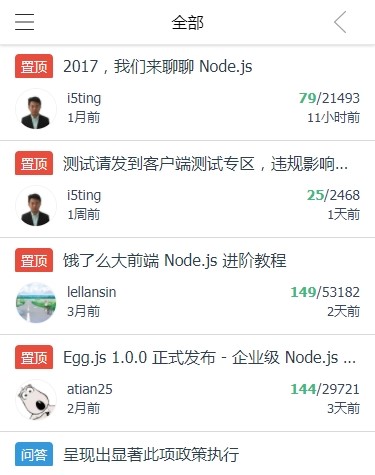 全部
置顶 2017，我们来聊聊 Node.js
i5ting 79/21493
1月前 11小时前
置顶 测试请发到客户端测试专区，违规影响...
i5ting 25/2468
1周前 1天前
置顶 饿了么大前端 Node.js 进阶教程
lellansin 149/53182
3月前 2天前
置顶 Egg.js 1.0.0 正式发布 - 企业级 Node.js ...
atian25 144/29721
2月前 3天前
问答 呈现出显著此项政策执行